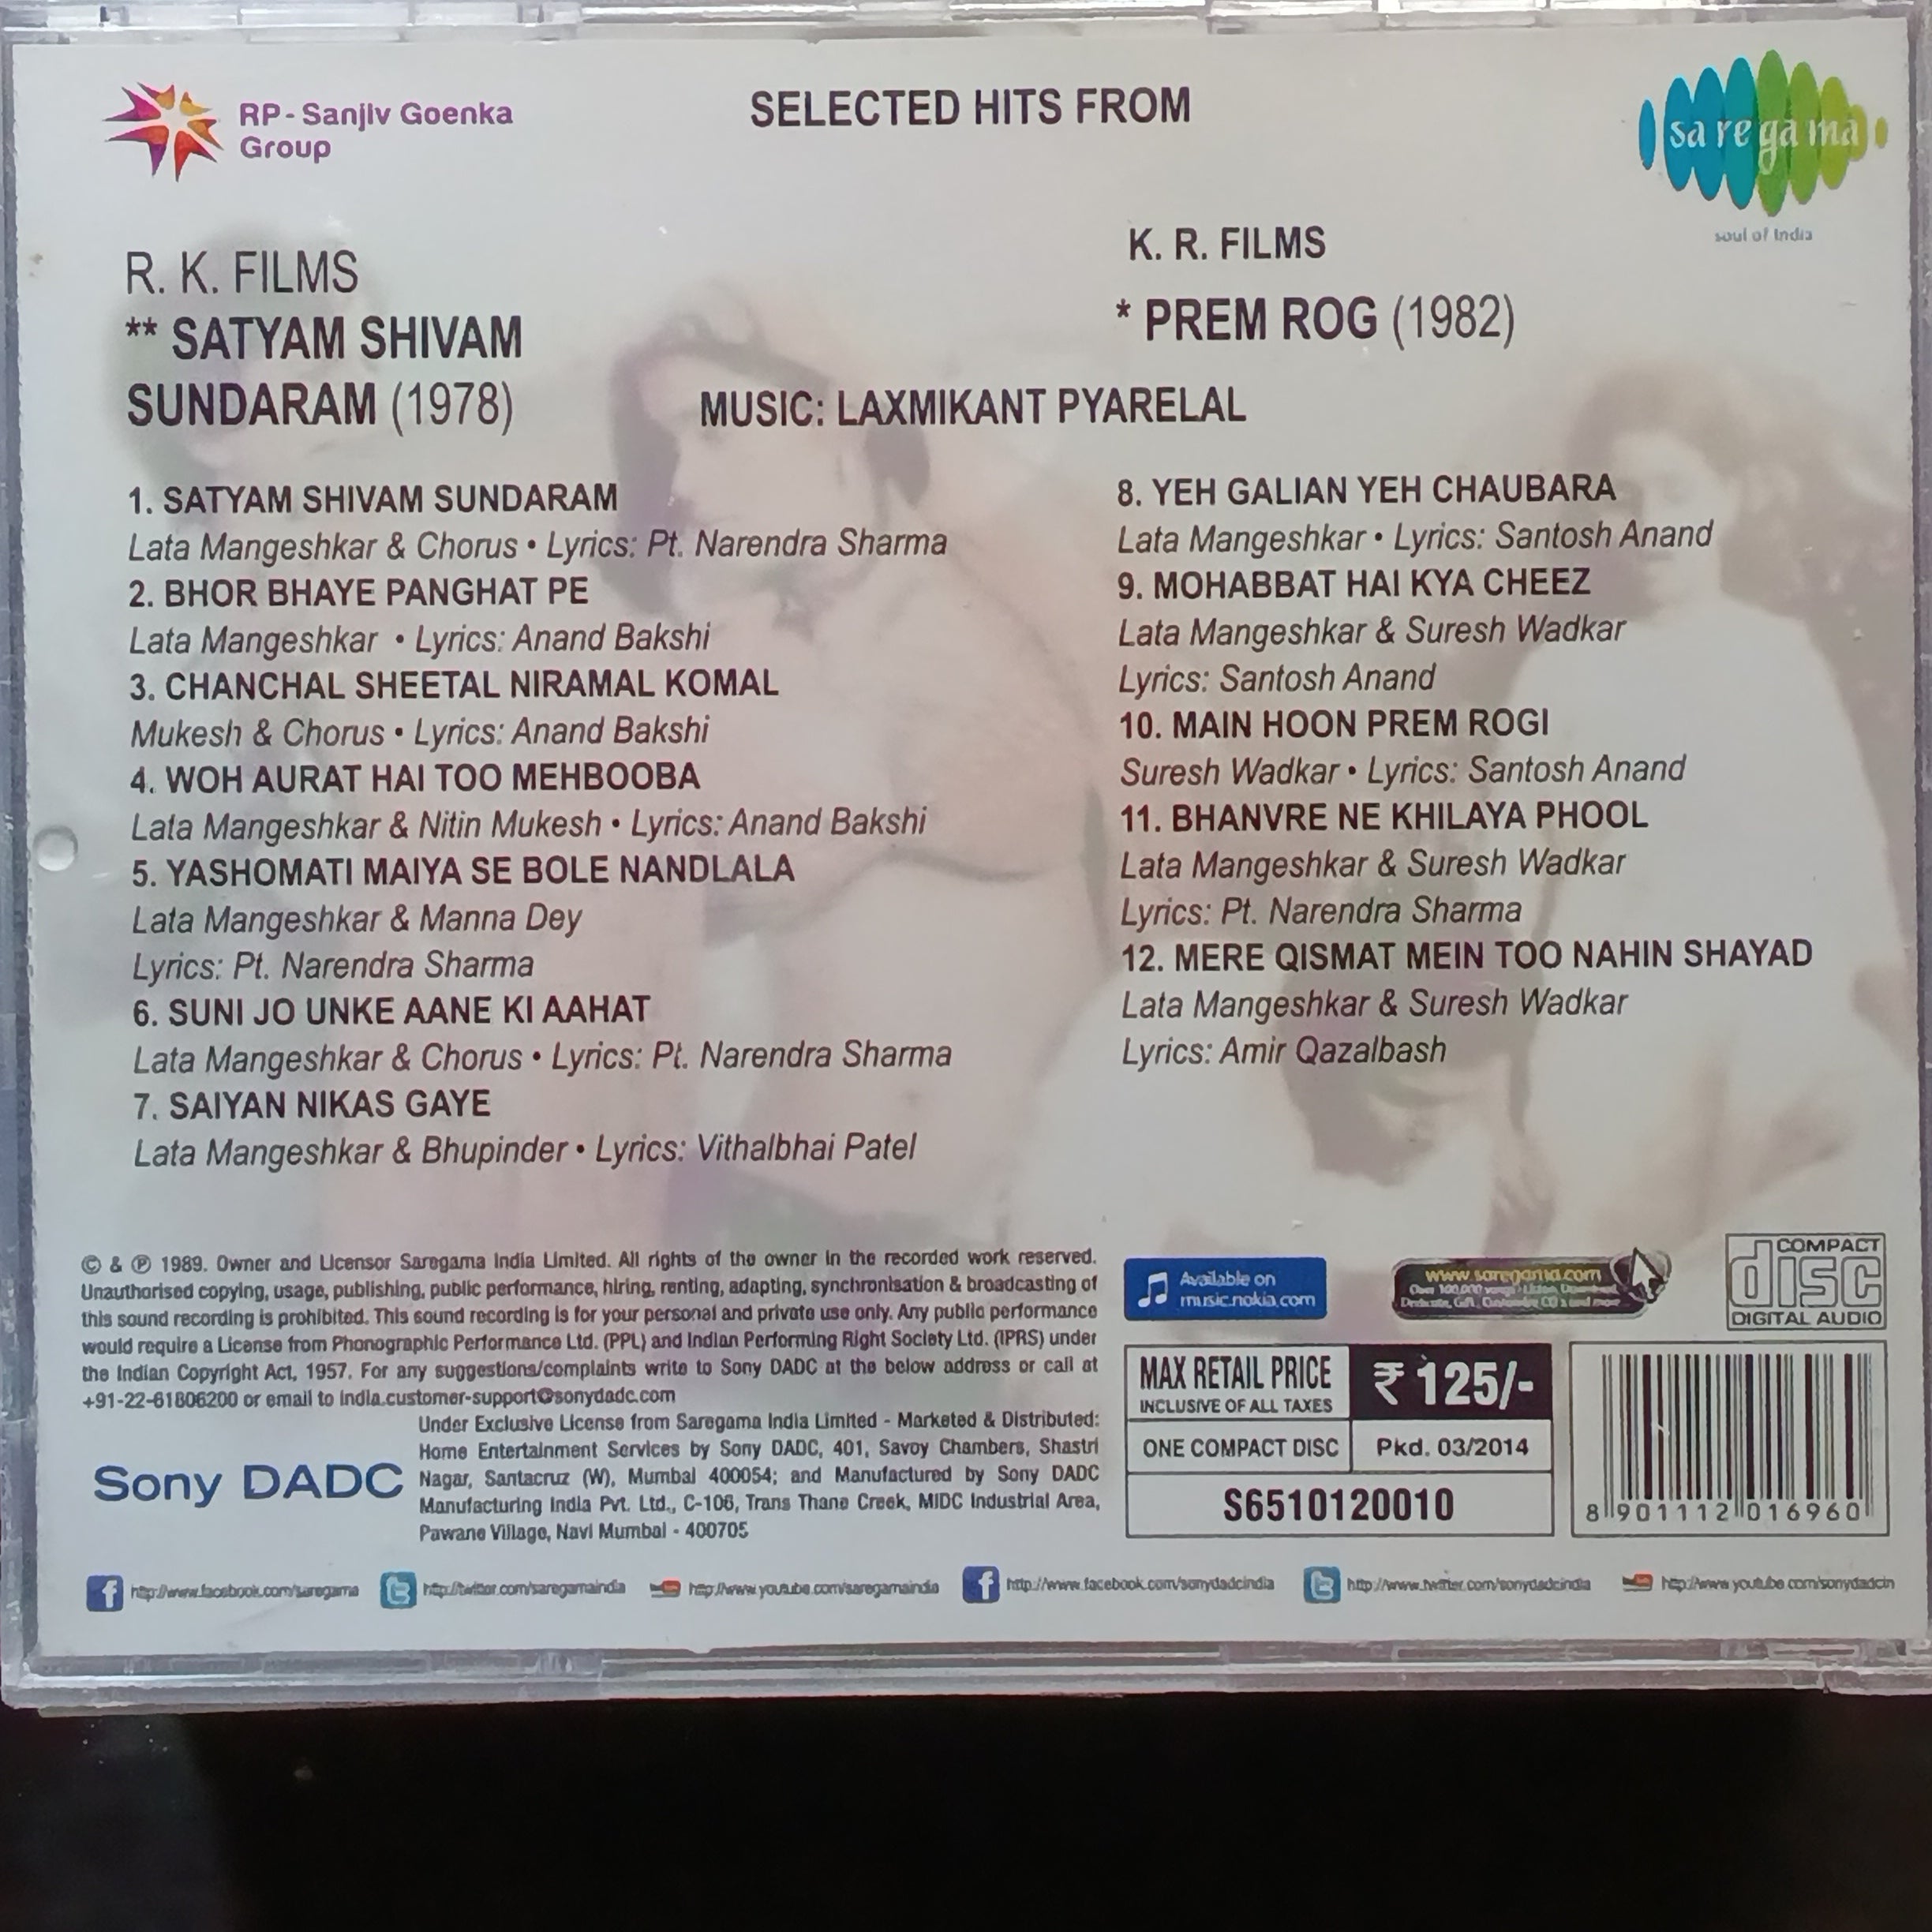 RP-Sanjiv Goenka
Group
SELECTED HITS FROM
sa re ga ma
soul of India
R. K. FILMS
** SATYAM SHIVAM
SUNDARAM (1978)
K. R. FILMS
* PREM ROG (1982)
MUSIC: LAXMIKANT PYARELAL
1. SATYAM SHIVAM SUNDARAM
Lata Mangeshkar & Chorus • Lyrics: Pt. Narendra Sharma
2. BHOR BHAYE PANGHAT PE
Lata Mangeshkar • Lyrics: Anand Bakshi
3. CHANCHAL SHEETAL NIRAMAL KOMAL
Mukesh & Chorus • Lyrics: Anand Bakshi
4. WOH AURAT HAI TOO MEHBOOBA
Lata Mangeshkar & Nitin Mukesh • Lyrics: Anand Bakshi
5. YASHOMATI MAIYA SE BOLE NANDLALA
Lata Mangeshkar & Manna Dey
Lyrics: Pt. Narendra Sharma
6. SUNI JO UNKE AANE KI AAHAT
Lata Mangeshkar & Chorus • Lyrics: Pt. Narendra Sharma
7. SAIYAN NIKAS GAYE
Lata Mangeshkar & Bhupinder • Lyrics: Vithalbhai Patel
8. YEH GALIAN YEH CHAUBARA
Lata Mangeshkar • Lyrics: Santosh Anand
9. MOHABBAT HAI KYA CHEEZ
Lata Mangeshkar & Suresh Wadkar
Lyrics: Santosh Anand
10. MAIN HOON PREM ROGI
Suresh Wadkar • Lyrics: Santosh Anand
11. BHANVRE NE KHILAYA PHOOL
Lata Mangeshkar & Suresh Wadkar
Lyrics: Pt. Narendra Sharma
12. MERE QISMAT MEIN TOO NAHIN SHAYAD
Lata Mangeshkar & Suresh Wadkar
Lyrics: Amir Qazalbash
© & ℗ 1989. Owner and Licensor Saregama India Limited. All rights of the owner in the recorded work reserved.
Unauthorised copying, usage, publishing, public performance, hiring, renting, adapting, synchronisation & broadcasting of
this sound recording is prohibited. This sound recording is for your personal and private use only. Any public performance
would require a License from Phonographic Performance Ltd. (PPL) and Indian Performing Right Society Ltd. (IPRS) under
the Indian Copyright Act, 1957. For any suggestions/complaints write to Sony DADC at the below address or call at
+91-22-61806200 or email to india.customer-support@sonydadc.com
Sony DADC
Under Exclusive License from Saregama India Limited - Marketed & Distributed:
Home Entertainment Services by Sony DADC, 401, Savoy Chambers, Shastri
Nagar, Santacruz (W), Mumbai 400054; and Manufactured by Sony DADC
Manufacturing India Pvt. Ltd., C-106, Trans Thane Creek, MIDC Industrial Area,
Pawane Village, Navi Mumbai - 400705
Available on
music.nokia.com
www.saregama.com
Over 100,000 songs - Listen, Download,
Dedicate, Gift, Customize CD's and more
COMPACT
disc
DIGITAL AUDIO
MAX RETAIL PRICE
INCLUSIVE OF ALL TAXES
₹ 125/-
ONE COMPACT DISC
Pkd. 03/2014
S6510120010
8 901112 016960
http://www.facebook.com/saregama
http://twitter.com/saregamaindia
http://www.youtube.com/saregamaindia
http://www.facebook.com/sonydadcindia
http://www.twitter.com/sonydadcindia
http://www.youtube.com/sonydadcin